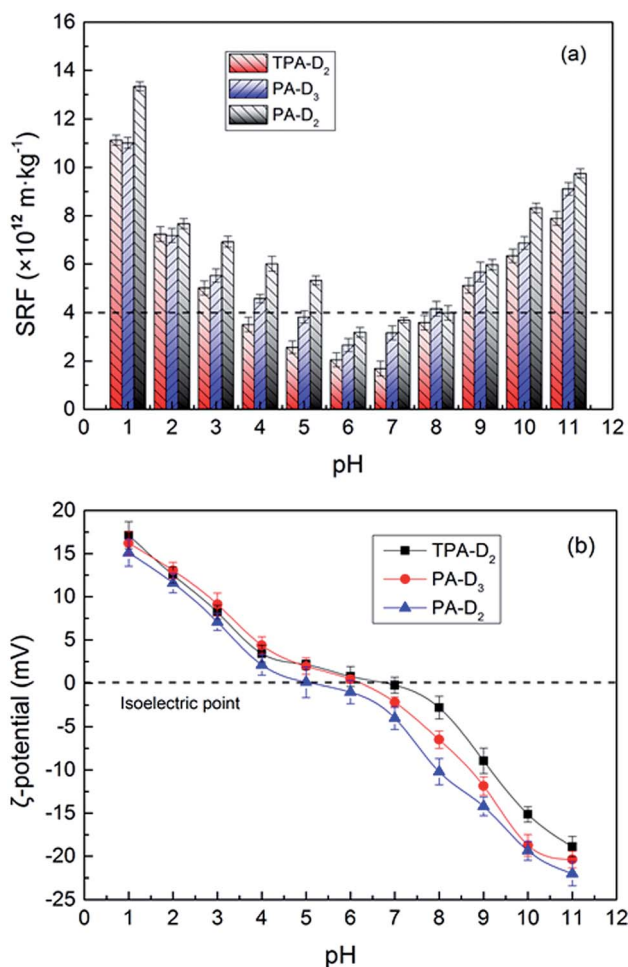 (a)
TPA-D₂
PA-D₃
PA-D₂
SRF (×10¹² m·kg⁻¹)
16
14
12
10
8
6
4
2
0
0 1 2 3 4 5 6 7 8 9 10 11 12
pH
(b)
TPA-D₂
PA-D₃
PA-D₂
ζ-potential (mV)
20
15
10
5
0
-5
-10
-15
-20
-25
Isoelectric point
0 1 2 3 4 5 6 7 8 9 10 11 12
pH